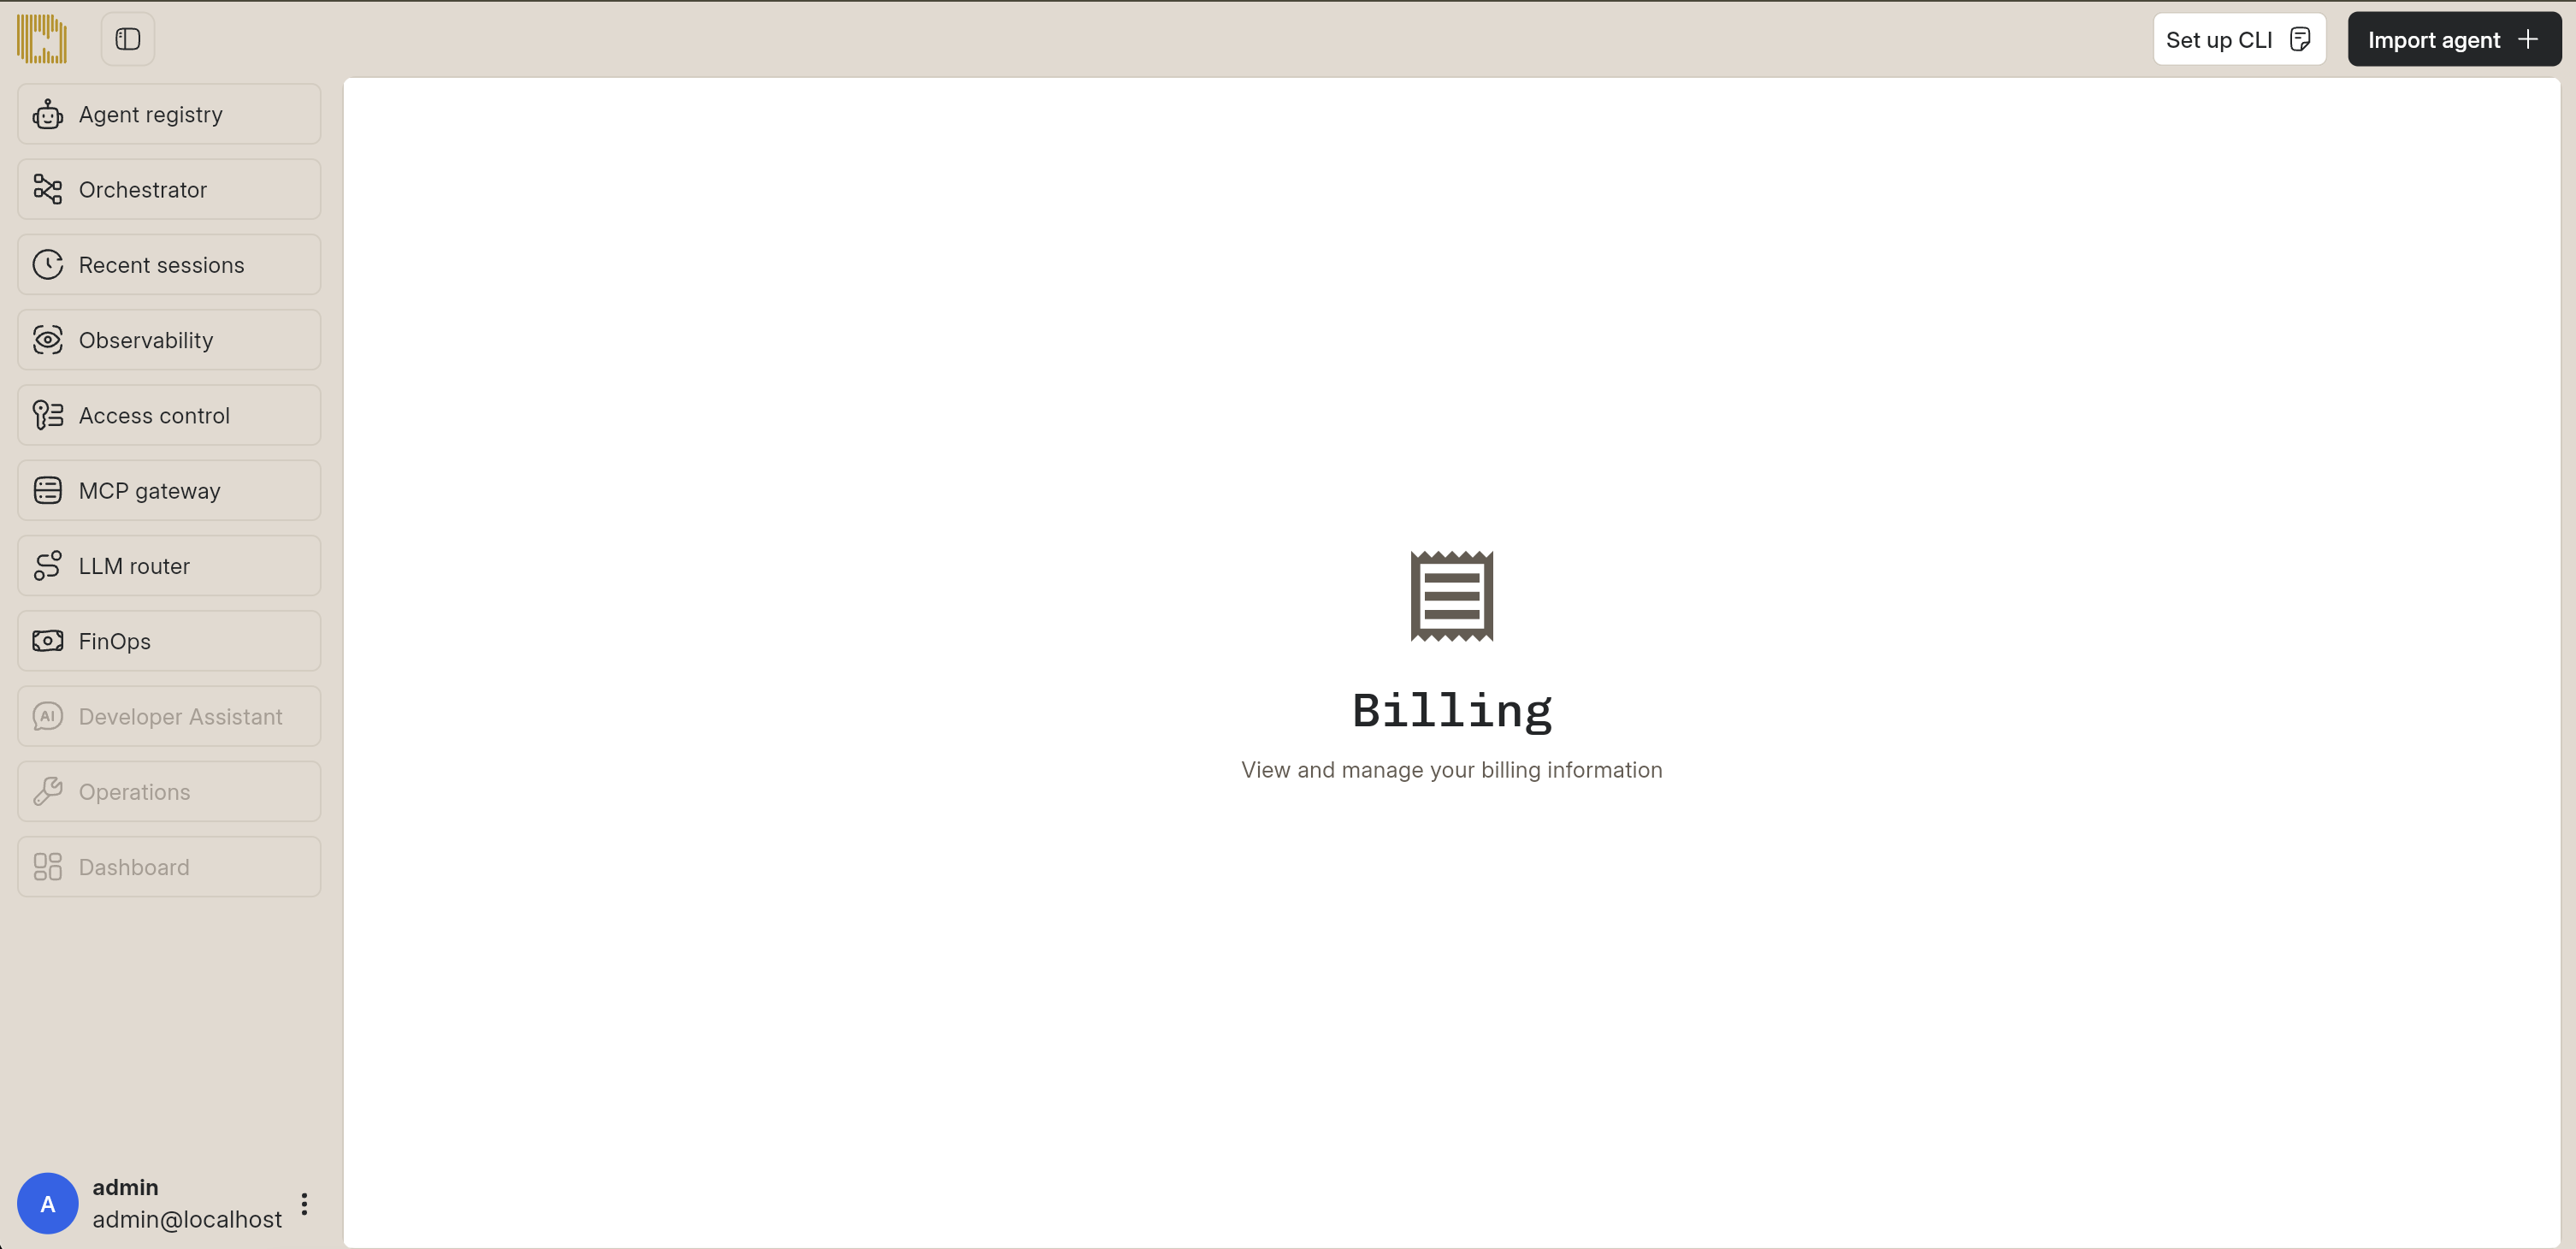 Set up CLI
Import agent
Agent registry
Orchestrator
Recent sessions
Observability
Access control
MCP gateway
LLM router
FinOps
AI
Developer Assistant
Operations
Dashboard
Billing
View and manage your billing information
A
admin
admin@localhost